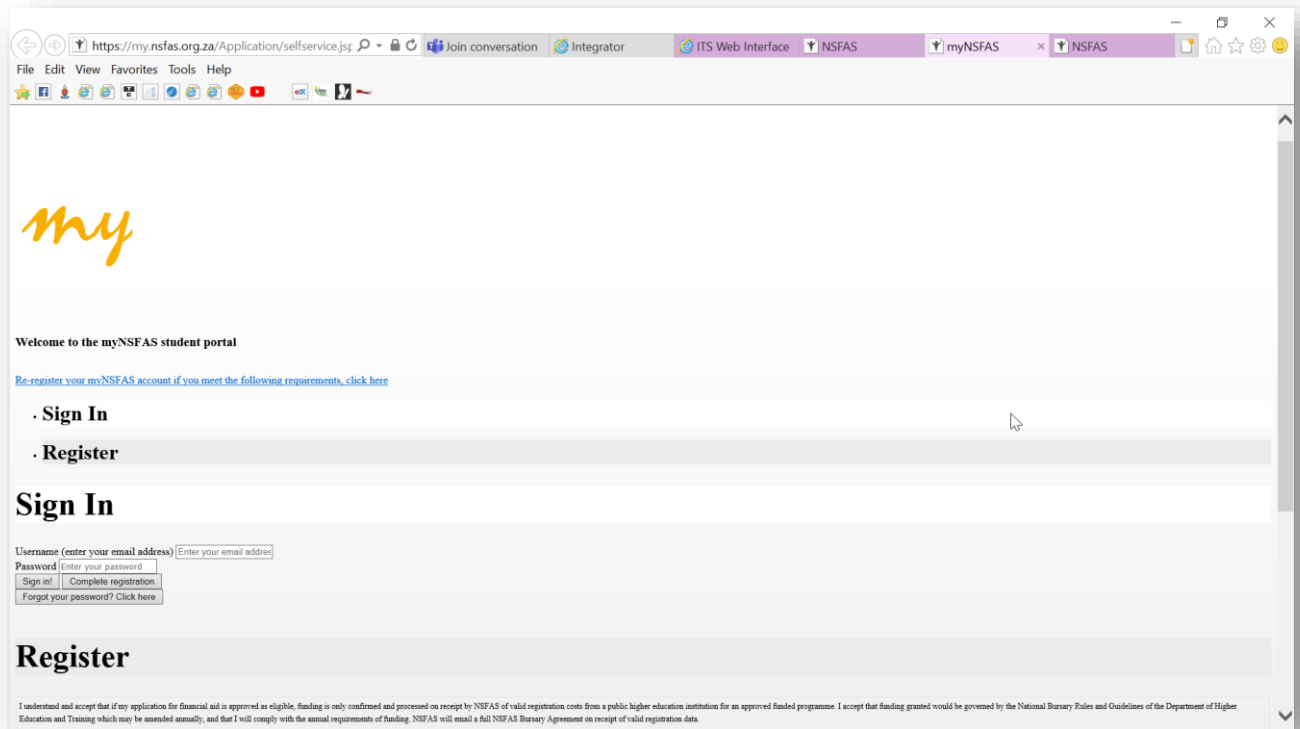 https://my.nsfas.org.za/Application/selfservice.jsp
Join conversation
Integrator
ITS Web Interface
NSFAS
myNSFAS
NSFAS
File Edit View Favorites Tools Help
my
Welcome to the myNSFAS student portal
Re-register your myNSFAS account if you meet the following requirements, click here
Sign In
Register
Sign In
Username (enter your email address) Enter your email addres
Password Enter your password
Sign in! Complete registration
Forgot your password? Click here
Register
I understand and accept that if my application for financial aid is approved as eligible, funding is only confirmed and processed on receipt by NSFAS of valid registration costs from a public higher education institution for an approved funded programme. I accept that funding granted would be governed by the National Bursary Rules and Guidelines of the Department of Higher
Education and Training which may be amended annually, and that I will comply with the annual requirements of funding. NSFAS will email a full NSFAS Bursary Agreement on receipt of valid registration data.